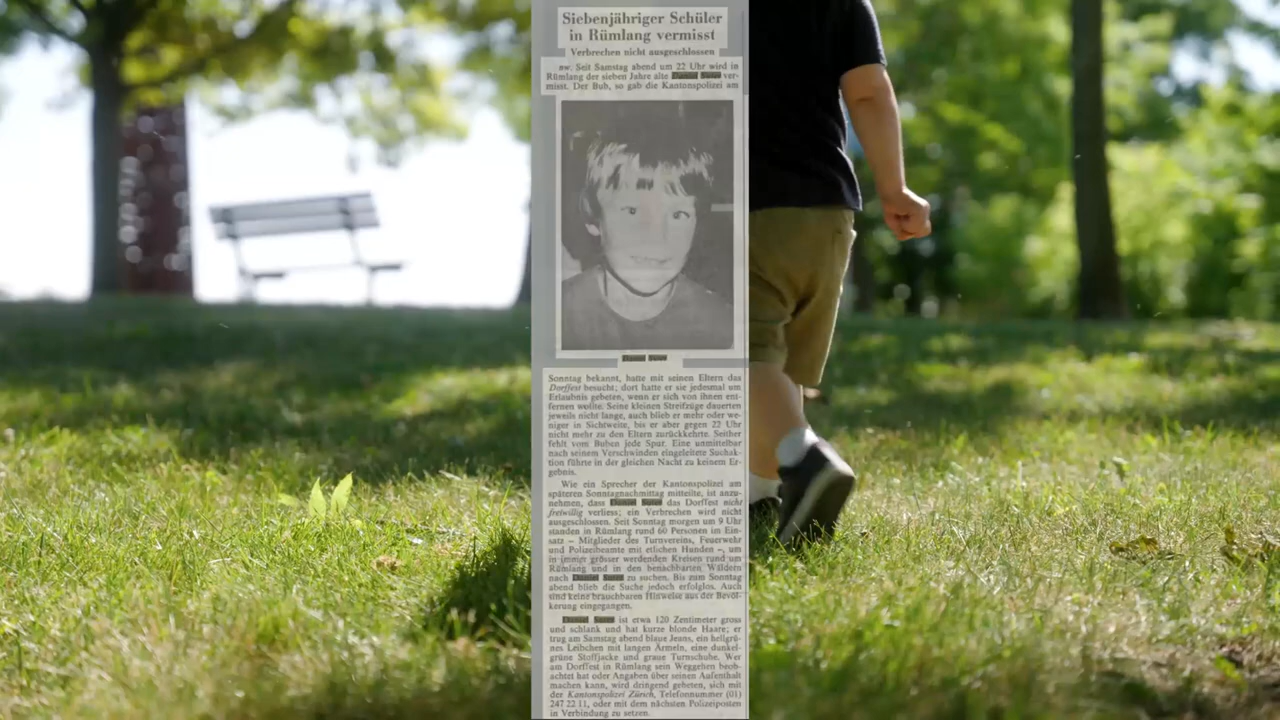 Siebenjähriger Schüler
in Rümlang vermisst
Verbrechen nicht ausgeschlossen
aw. Seit Samstag abend um 22 Uhr wird in
Rümlang der sieben Jahre alte Daniel Suter ver-
misst. Der Bub, so gab die Kantonspolizei am
Daniel Suter
Sonntag bekannt, hatte mit seinen Eltern das
Dorffest besucht; dort hatte er sie jedesmal um
Erlaubnis gebeten, wenn er sich von ihnen ent-
fernen wollte. Seine kleinen Streifzüge dauerten
jeweils nicht lange, auch blieb er mehr oder we-
niger in Sichtweite, bis er aber gegen 22 Uhr
nicht mehr zu den Eltern zurückkehrte. Seither
fehlt vom Buben jede Spur. Eine unmittelbar
nach seinem Verschwinden eingeleitete Suchak-
tion führte in der gleichen Nacht zu keinem Er-
gebnis.
Wie ein Sprecher der Kantonspolizei am
späteren Sonntagnachmittag mitteilte, ist anzu-
nehmen, dass Daniel Suter das Dorffest nicht
freiwillig verliess; ein Verbrechen wird nicht
ausgeschlossen. Seit Sonntag morgen um 9 Uhr
standen in Rümlang rund 60 Personen im Ein-
satz – Mitglieder des Turnvereins, Feuerwehr
und Polizeibeamte mit etlichen Hunden –, um
in immer grösser werdenden Kreisen rund um
Rümlang und in den benachbarten Wäldern
nach Daniel Suter zu suchen. Bis zum Sonntag
abend blieb die Suche jedoch erfolglos. Auch
sind keine brauchbaren Hinweise aus der Bevöl-
kerung eingegangen.
Daniel Suter ist etwa 120 Zentimeter gross
und schlank und hat kurze blonde Haare; er
trug am Samstag abend blaue Jeans, ein hellgrü-
nes Leibchen mit langen Ärmeln, eine dunkel-
grüne Stoffjacke und graue Turnschuhe. Wer
am Dorffest in Rümlang sein Weggehen beob-
achtet hat oder Angaben über seinen Aufenthalt
machen kann, wird dringend gebeten, sich mit
der Kantonspolizei Zürich, Telefonnummer (01)
247 22 11, oder mit dem nächsten Polizeiposten
in Verbindung zu setzen.